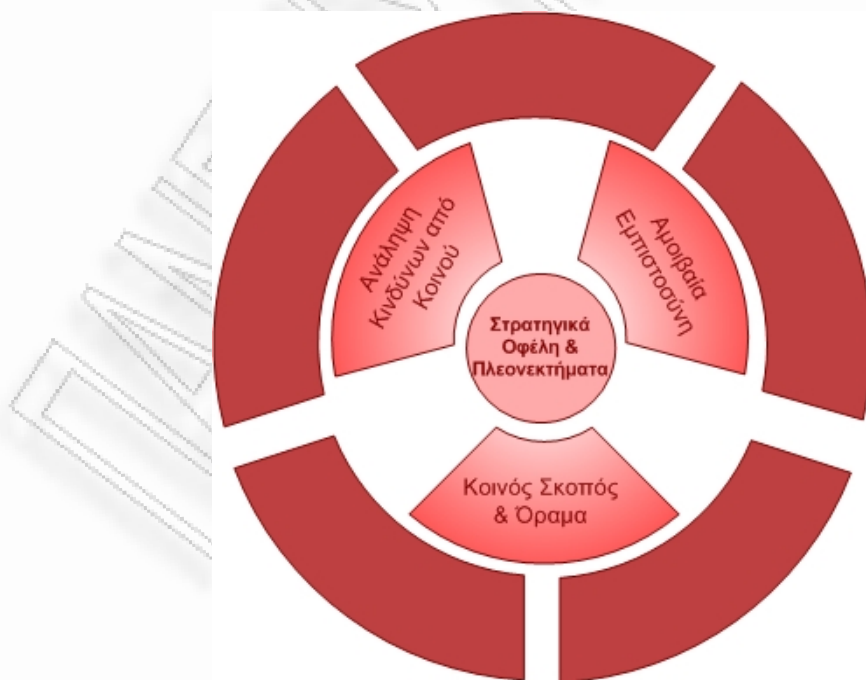 Ανάληψη
Κινδύνων από
Κοινού
Αμοιβαία
Εμπιστοσύνη
Στρατηγικά
Οφέλη &
Πλεονεκτήματα
Κοινός Σκοπός
& Όραμα